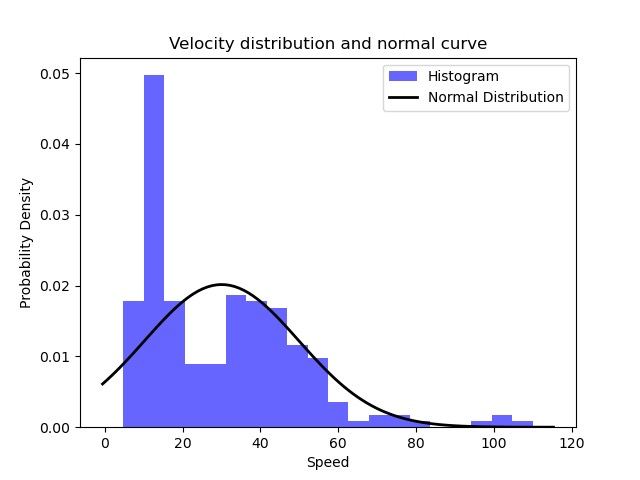 Velocity distribution and normal curve
Histogram
Normal Distribution
Probability Density
0.05
0.04
0.03
0.02
0.01
0.00
0 20 40 60 80 100 120
Speed